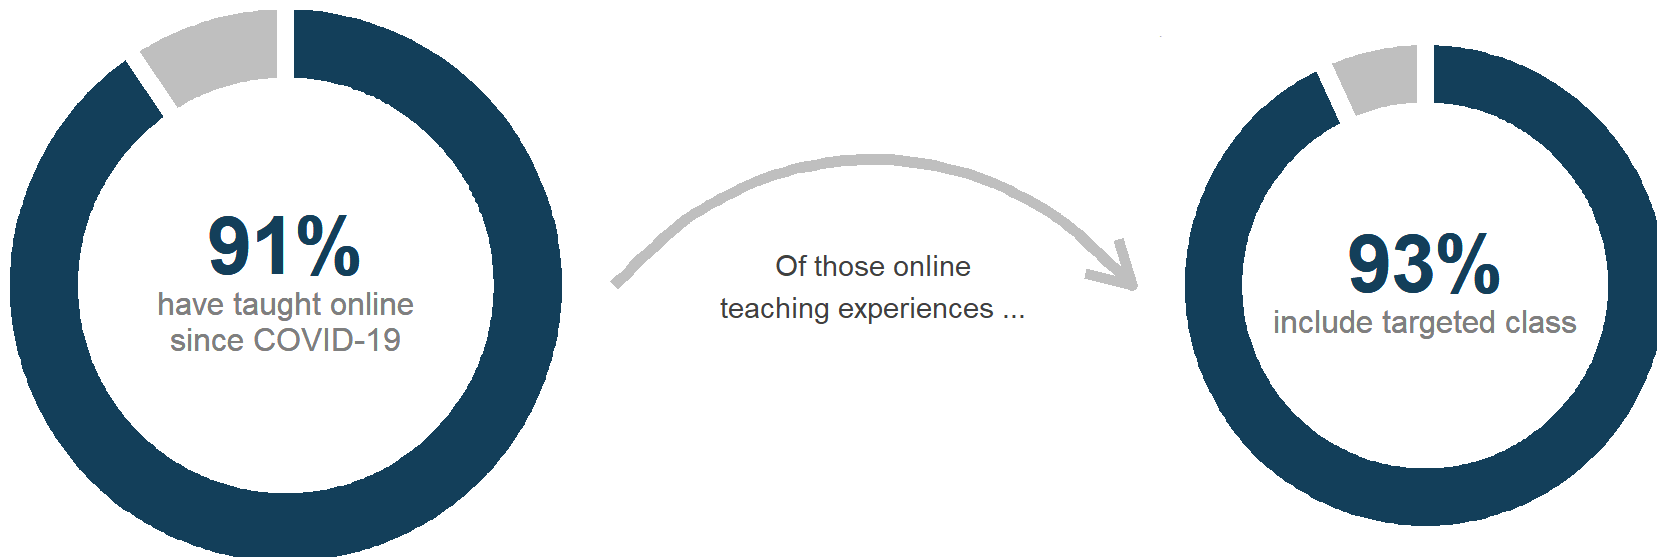 91%
have taught online
since COVID-19
Of those online
teaching experiences ...
93%
include targeted class